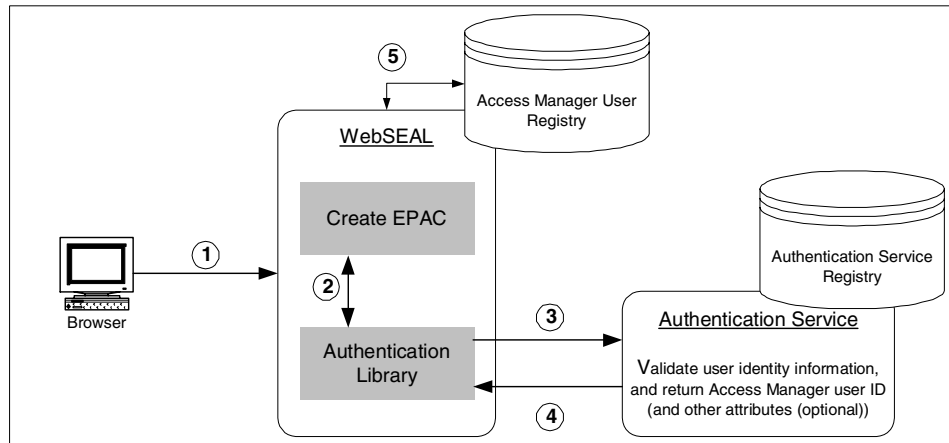 5
Access Manager User
Registry
WebSEAL
Create EPAC
1
2
Browser
Authentication
Library
3
4
Authentication Service
Registry
Authentication Service
Validate user identity information,
and return Access Manager user ID
(and other attributes (optional))